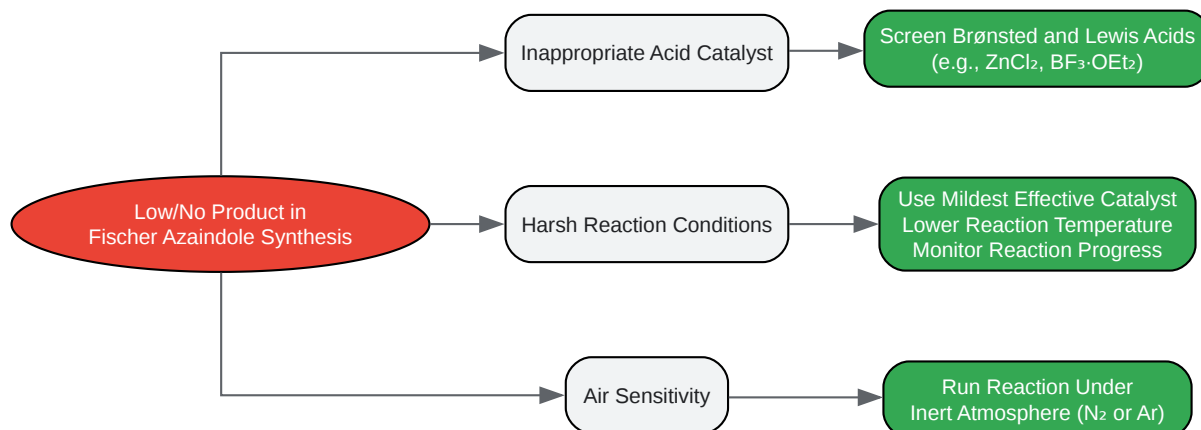 Inappropriate Acid Catalyst
Screen Brønsted and Lewis Acids
(e.g., ZnCl₂, BF₃·OEt₂)
Low/No Product in
Fischer Azaindole Synthesis
Harsh Reaction Conditions
Use Mildest Effective Catalyst
Lower Reaction Temperature
Monitor Reaction Progress
Air Sensitivity
Run Reaction Under
Inert Atmosphere (N₂ or Ar)